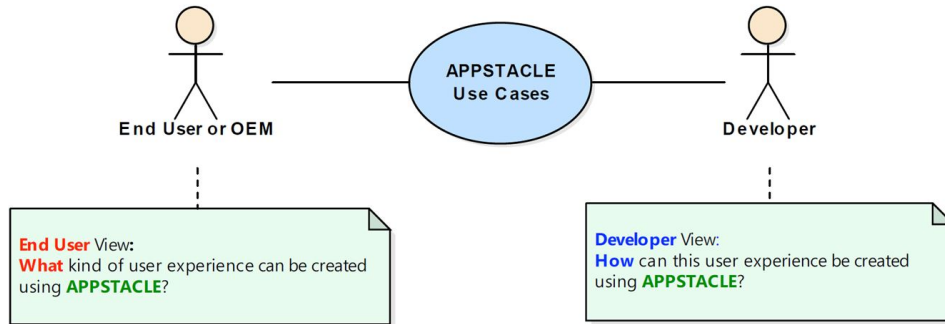 APPSTACLE
Use Cases
End User or OEM
Developer
End User View:
What kind of user experience can be created
using APPSTACLE?
Developer View:
How can this user experience be created
using APPSTACLE?